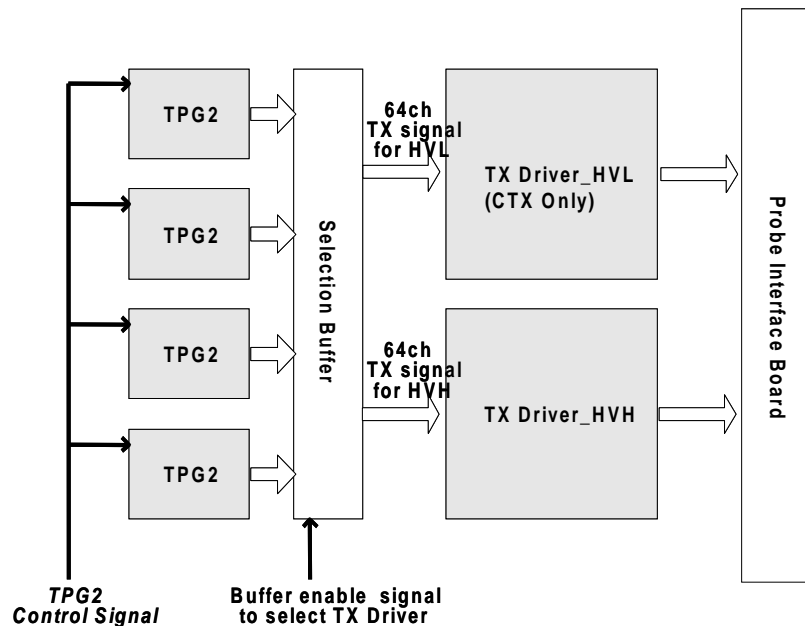 TPG2
TPG2
TPG2
TPG2
Selection Buffer
64ch
TX signal
for HVL
64ch
TX signal
for HVH
TX Driver_HVL
(CTX Only)
TX Driver_HVH
Probe Interface Board
TPG2
Control Signal
Buffer enable signal
to select TX Driver